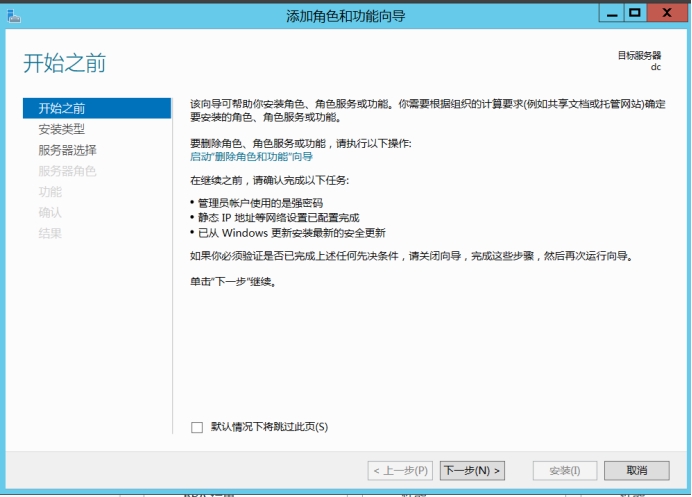 添加角色和功能向导
开始之前
目标服务器
dc
开始之前
安装类型
服务器选择
服务器角色
功能
确认
结果
该向导可帮助你安装角色、角色服务或功能。你需要根据组织的计算要求(例如共享文档或托管网站)确定
要安装的角色、角色服务或功能。
要删除角色、角色服务或功能，请执行以下操作:
启动"删除角色和功能"向导
在继续之前，请确认完成以下任务:
• 管理员帐户使用的是强密码
• 静态 IP 地址等网络设置已配置完成
• 已从 Windows 更新安装最新的安全更新
如果你必须验证是否已完成上述任何先决条件，请关闭向导，完成这些步骤，然后再次运行向导。
单击"下一步"继续。
默认情况下将跳过此页(S)
< 上一步(P)
下一步(N) >
安装(I)
取消